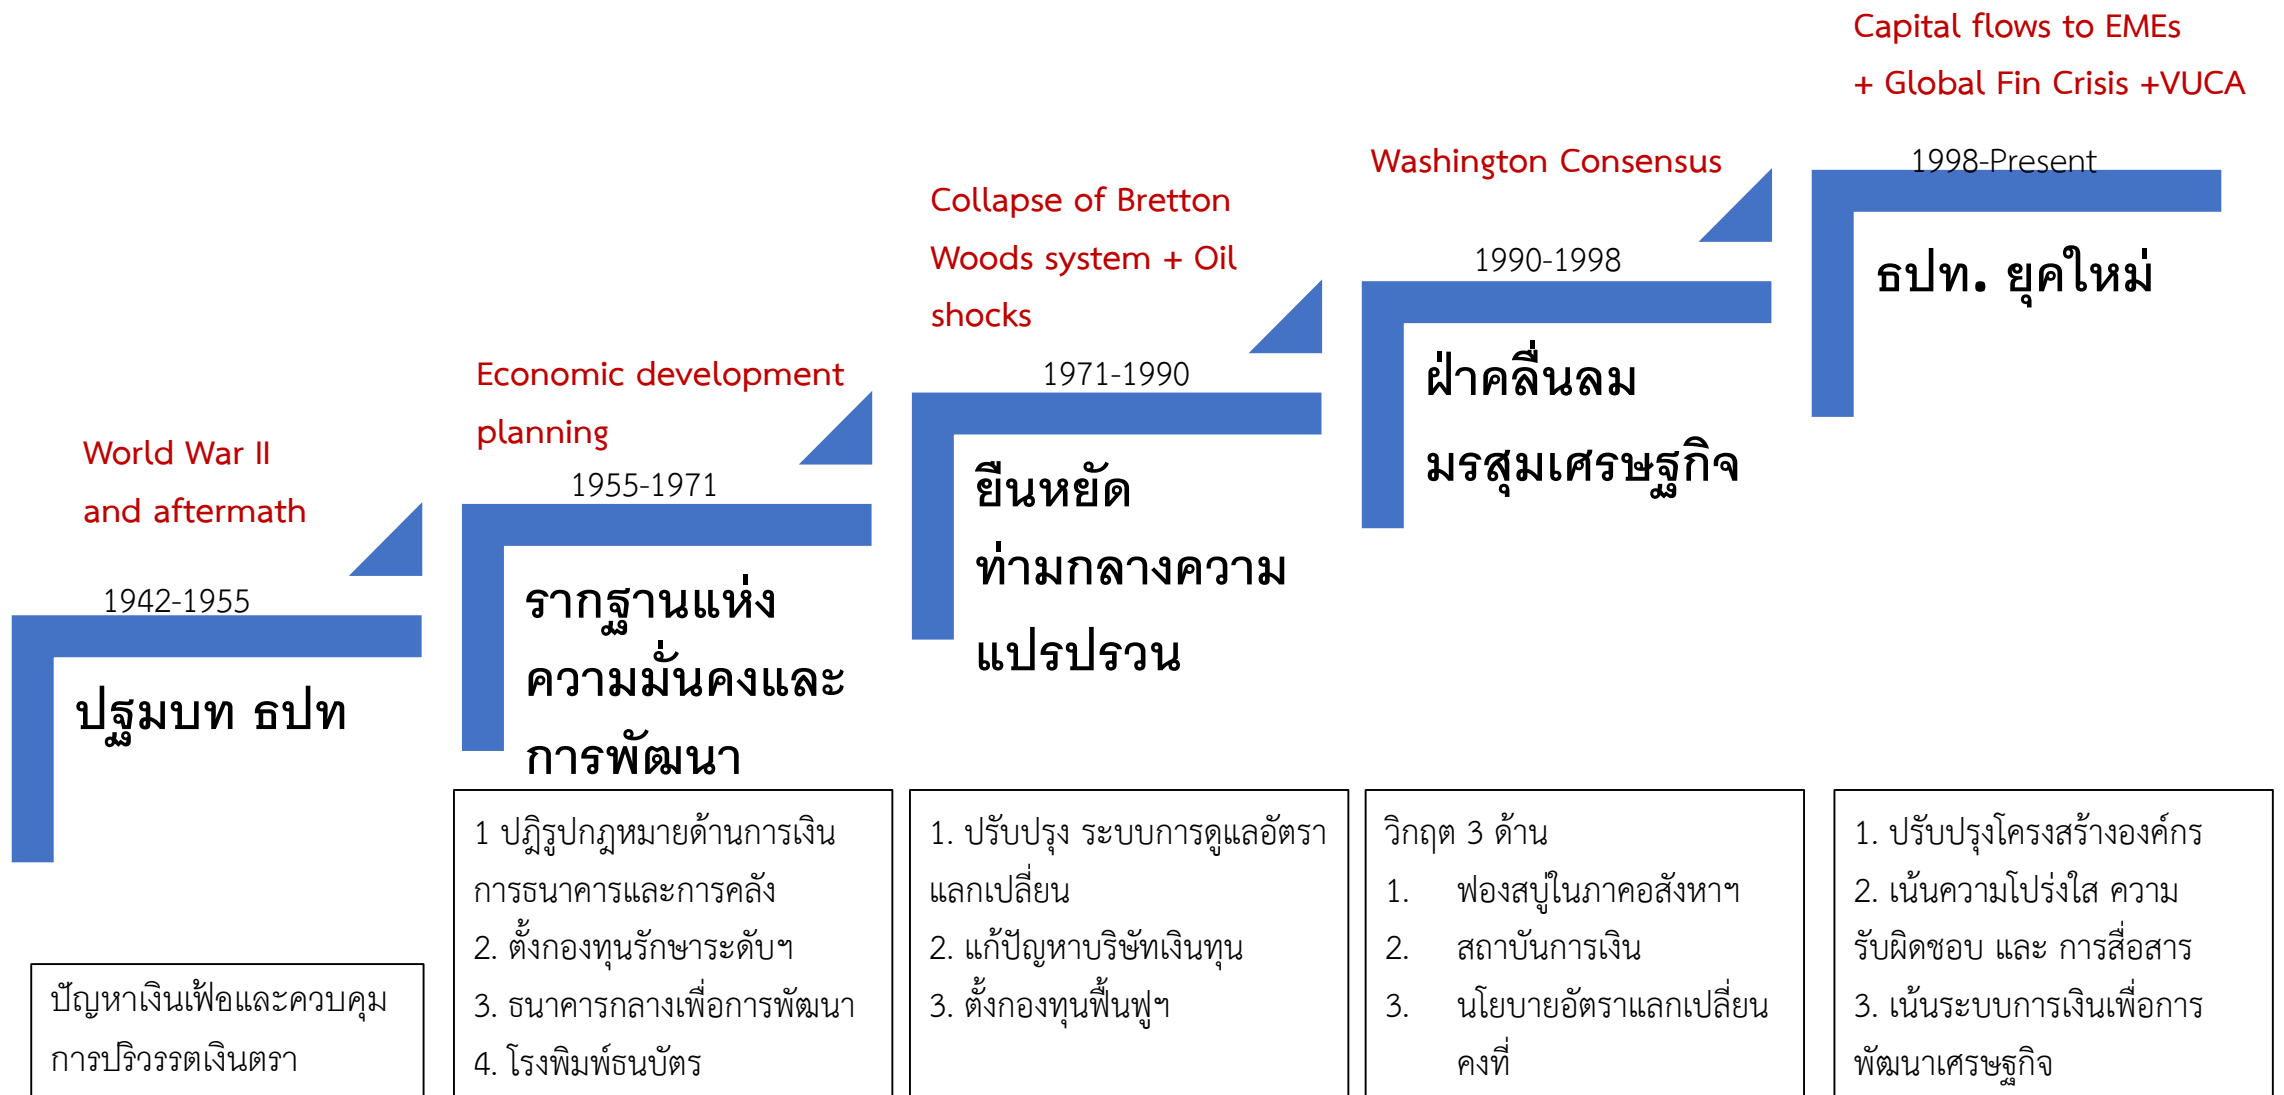 World War II
and aftermath
1942-1955
ปฐมบท ธปท
ปัญหาเงินเฟ้อและควบคุม
การปริวรรตเงินตรา
Economic development
planning
1955-1971
รากฐานแห่ง
ความมั่นคงและ
การพัฒนา
1 ปฎิรูปกฎหมายด้านการเงิน
การธนาคารและการคลัง
2. ตั้งกองทุนรักษาระดับฯ
3. ธนาคารกลางเพื่อการพัฒนา
4. โรงพิมพ์ธนบัตร
Collapse of Bretton
Woods system + Oil
shocks
1971-1990
ยืนหยัด
ท่ามกลางความ
แปรปรวน
1. ปรับปรุง ระบบการดูแลอัตรา
แลกเปลี่ยน
2. แก้ปัญหาบริษัทเงินทุน
3. ตั้งกองทุนฟื้นฟูฯ
Washington Consensus
1990-1998
ฝ่าคลื่นลม
มรสุมเศรษฐกิจ
วิกฤต 3 ด้าน
1. ฟองสบู่ในภาคอสังหาฯ
2. สถาบันการเงิน
3. นโยบายอัตราแลกเปลี่ยน
คงที่
Capital flows to EMEs
+ Global Fin Crisis +VUCA
1998-Present
ธปท. ยุคใหม่
1. ปรับปรุงโครงสร้างองค์กร
2. เน้นความโปร่งใส ความ
รับผิดชอบ และ การสื่อสาร
3. เน้นระบบการเงินเพื่อการ
พัฒนาเศรษฐกิจ